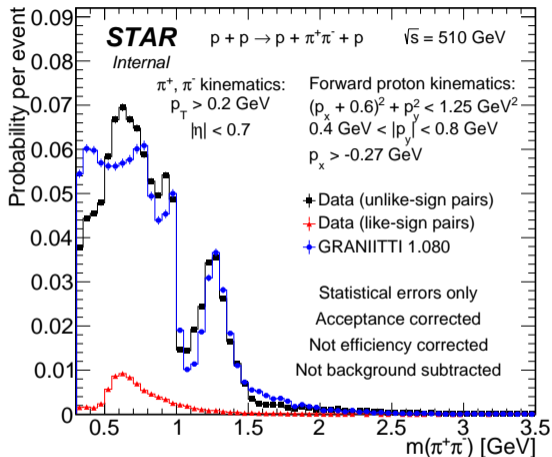 ×10⁻³
STAR
Internal
p + p → p + π⁺π⁻ + p
√s = 510 GeV
π⁺, π⁻ kinematics:
p_T > 0.2 GeV
|η| < 0.7
Forward proton kinematics:
(p_x + 0.6)² + p_y² < 1.25 GeV²
0.4 GeV < |p_y| < 0.8 GeV
p_x > -0.27 GeV
Data (unlike-sign pairs)
Data (like-sign pairs)
GRANIITTI 1.080
Statistical errors only
Acceptance corrected
Not efficiency corrected
Not background subtracted
Probability per event
0.09
0.08
0.07
0.06
0.05
0.04
0.03
0.02
0.01
0
0.5
1
1.5
2
2.5
3
3.5
m(π⁺π⁻) [GeV]